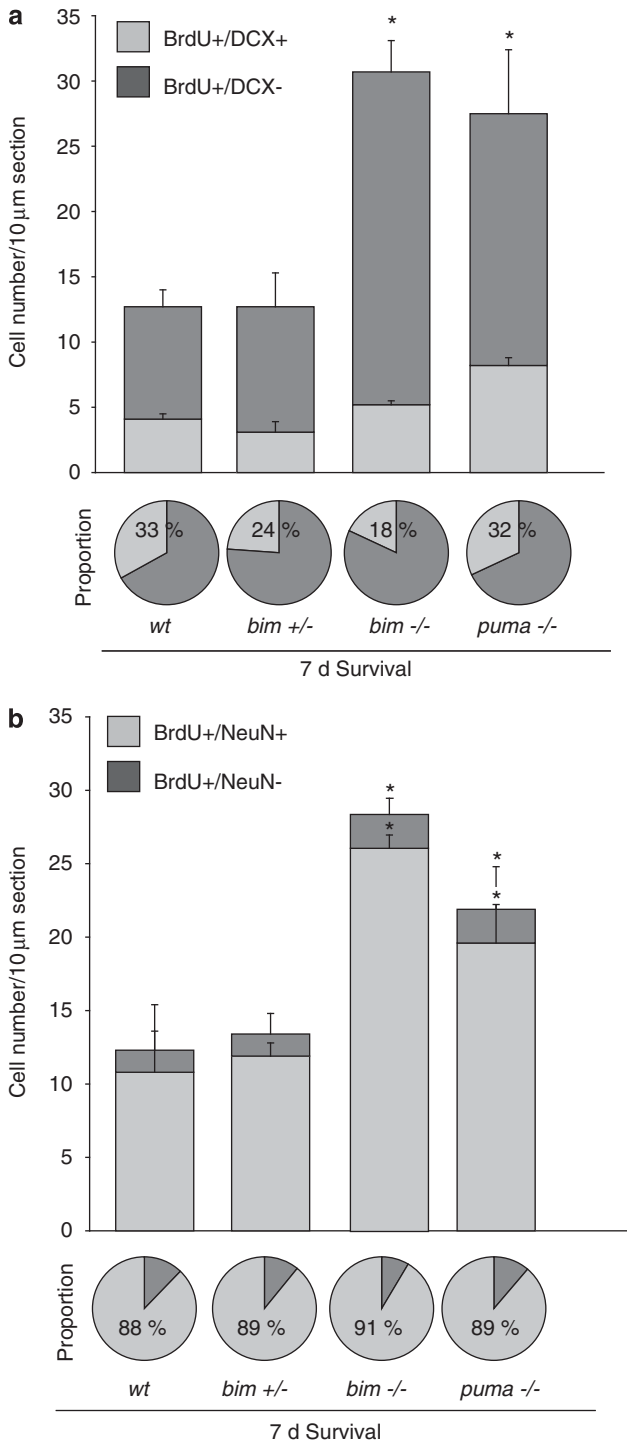 a
35
30
25
20
15
10
5
0
Cell number/10 μm section
BrdU+/DCX+
BrdU+/DCX-
*
*
Proportion
33 %
24 %
18 %
32 %
wt
bim +/-
bim -/-
puma -/-
7 d Survival
b
35
30
25
20
15
10
5
0
Cell number/10 μm section
BrdU+/NeuN+
BrdU+/NeuN-
*
*
*
*
Proportion
88 %
89 %
91 %
89 %
wt
bim +/-
bim -/-
puma -/-
7 d Survival